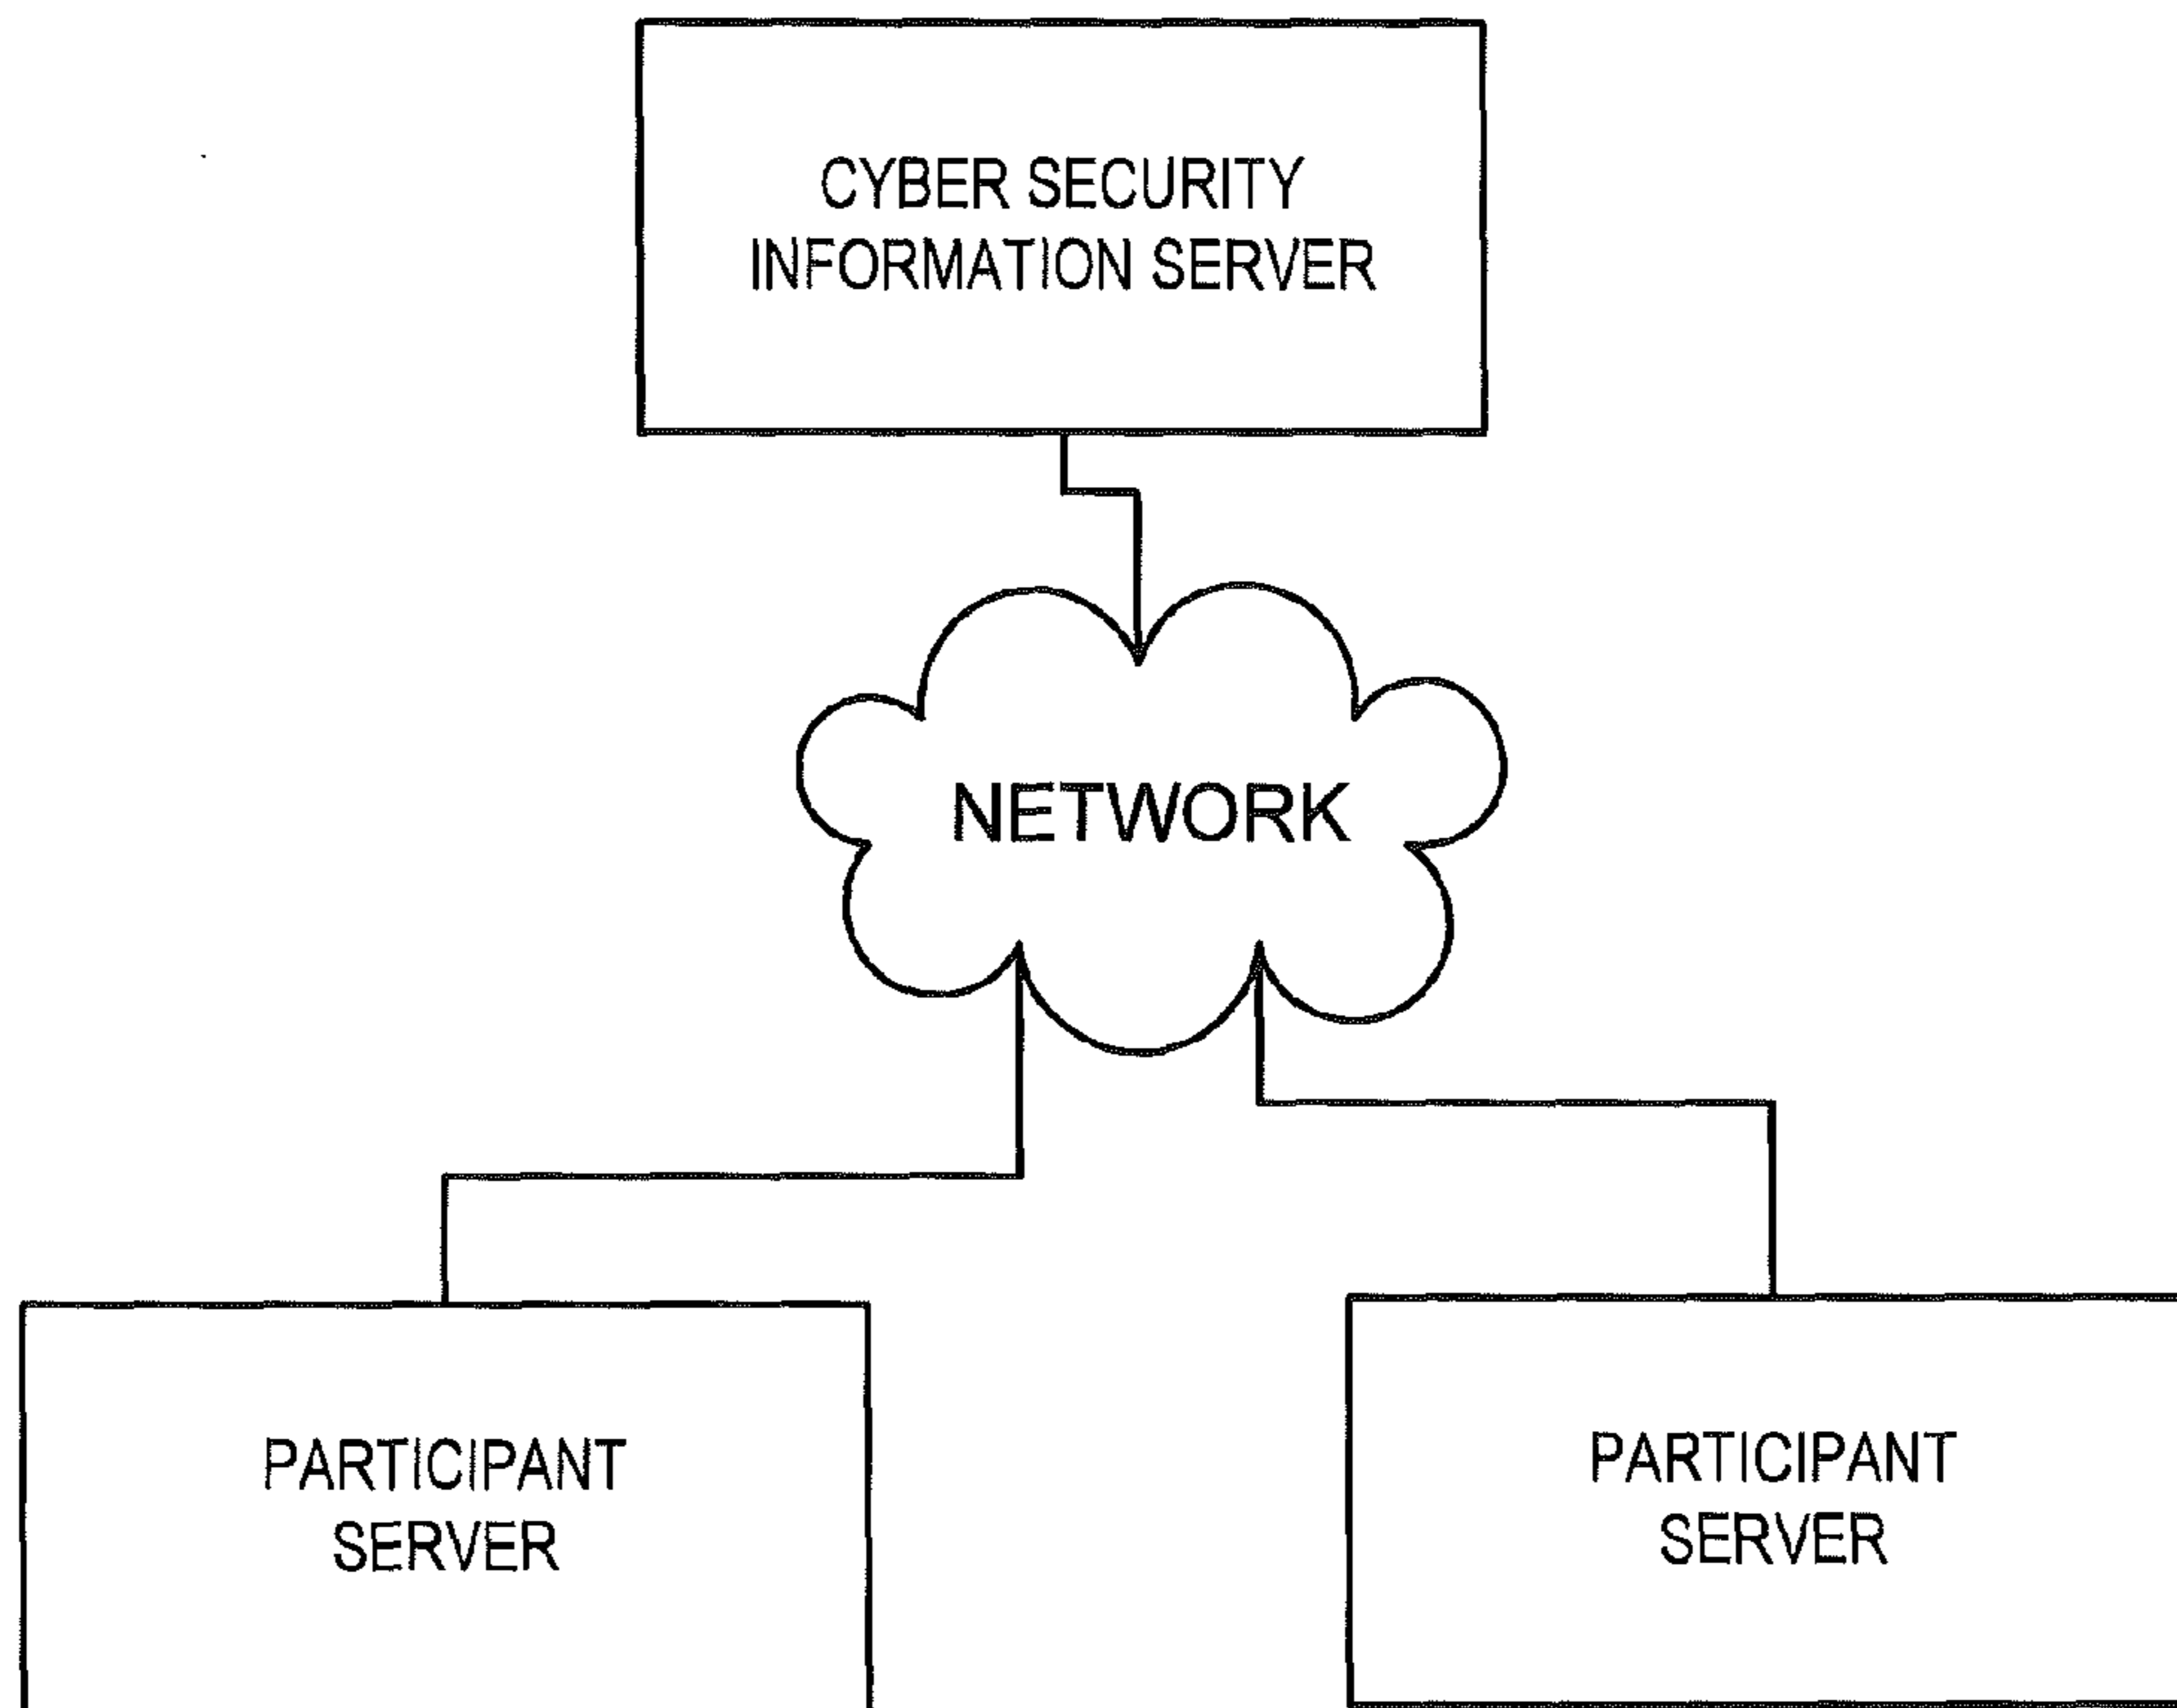 CYBER SECURITY
INFORMATION SERVER
NETWORK
PARTICIPANT
SERVER
PARTICIPANT
SERVER